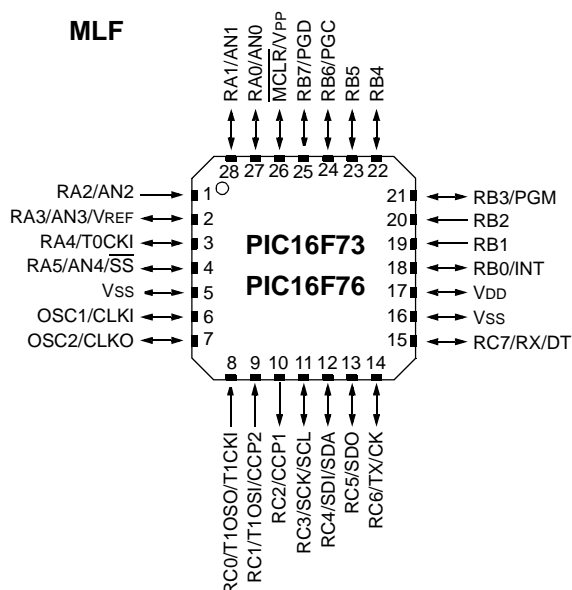 MLF
RA1/AN1
RA0/AN0
MCLR/VPP
RB7/PGD
RB6/PGC
RB5
RB4
28 27 26 25 24 23 22
RA2/AN2 1
RA3/AN3/VREF 2
RA4/T0CKI 3
RA5/AN4/SS 4
VSS 5
OSC1/CLKI 6
OSC2/CLKO 7
PIC16F73
PIC16F76
21 RB3/PGM
20 RB2
19 RB1
18 RB0/INT
17 VDD
16 VSS
15 RC7/RX/DT
8 9 10 11 12 13 14
RC0/T1OSO/T1CKI
RC1/T1OSI/CCP2
RC2/CCP1
RC3/SCK/SCL
RC4/SDI/SDA
RC5/SDO
RC6/TX/CK